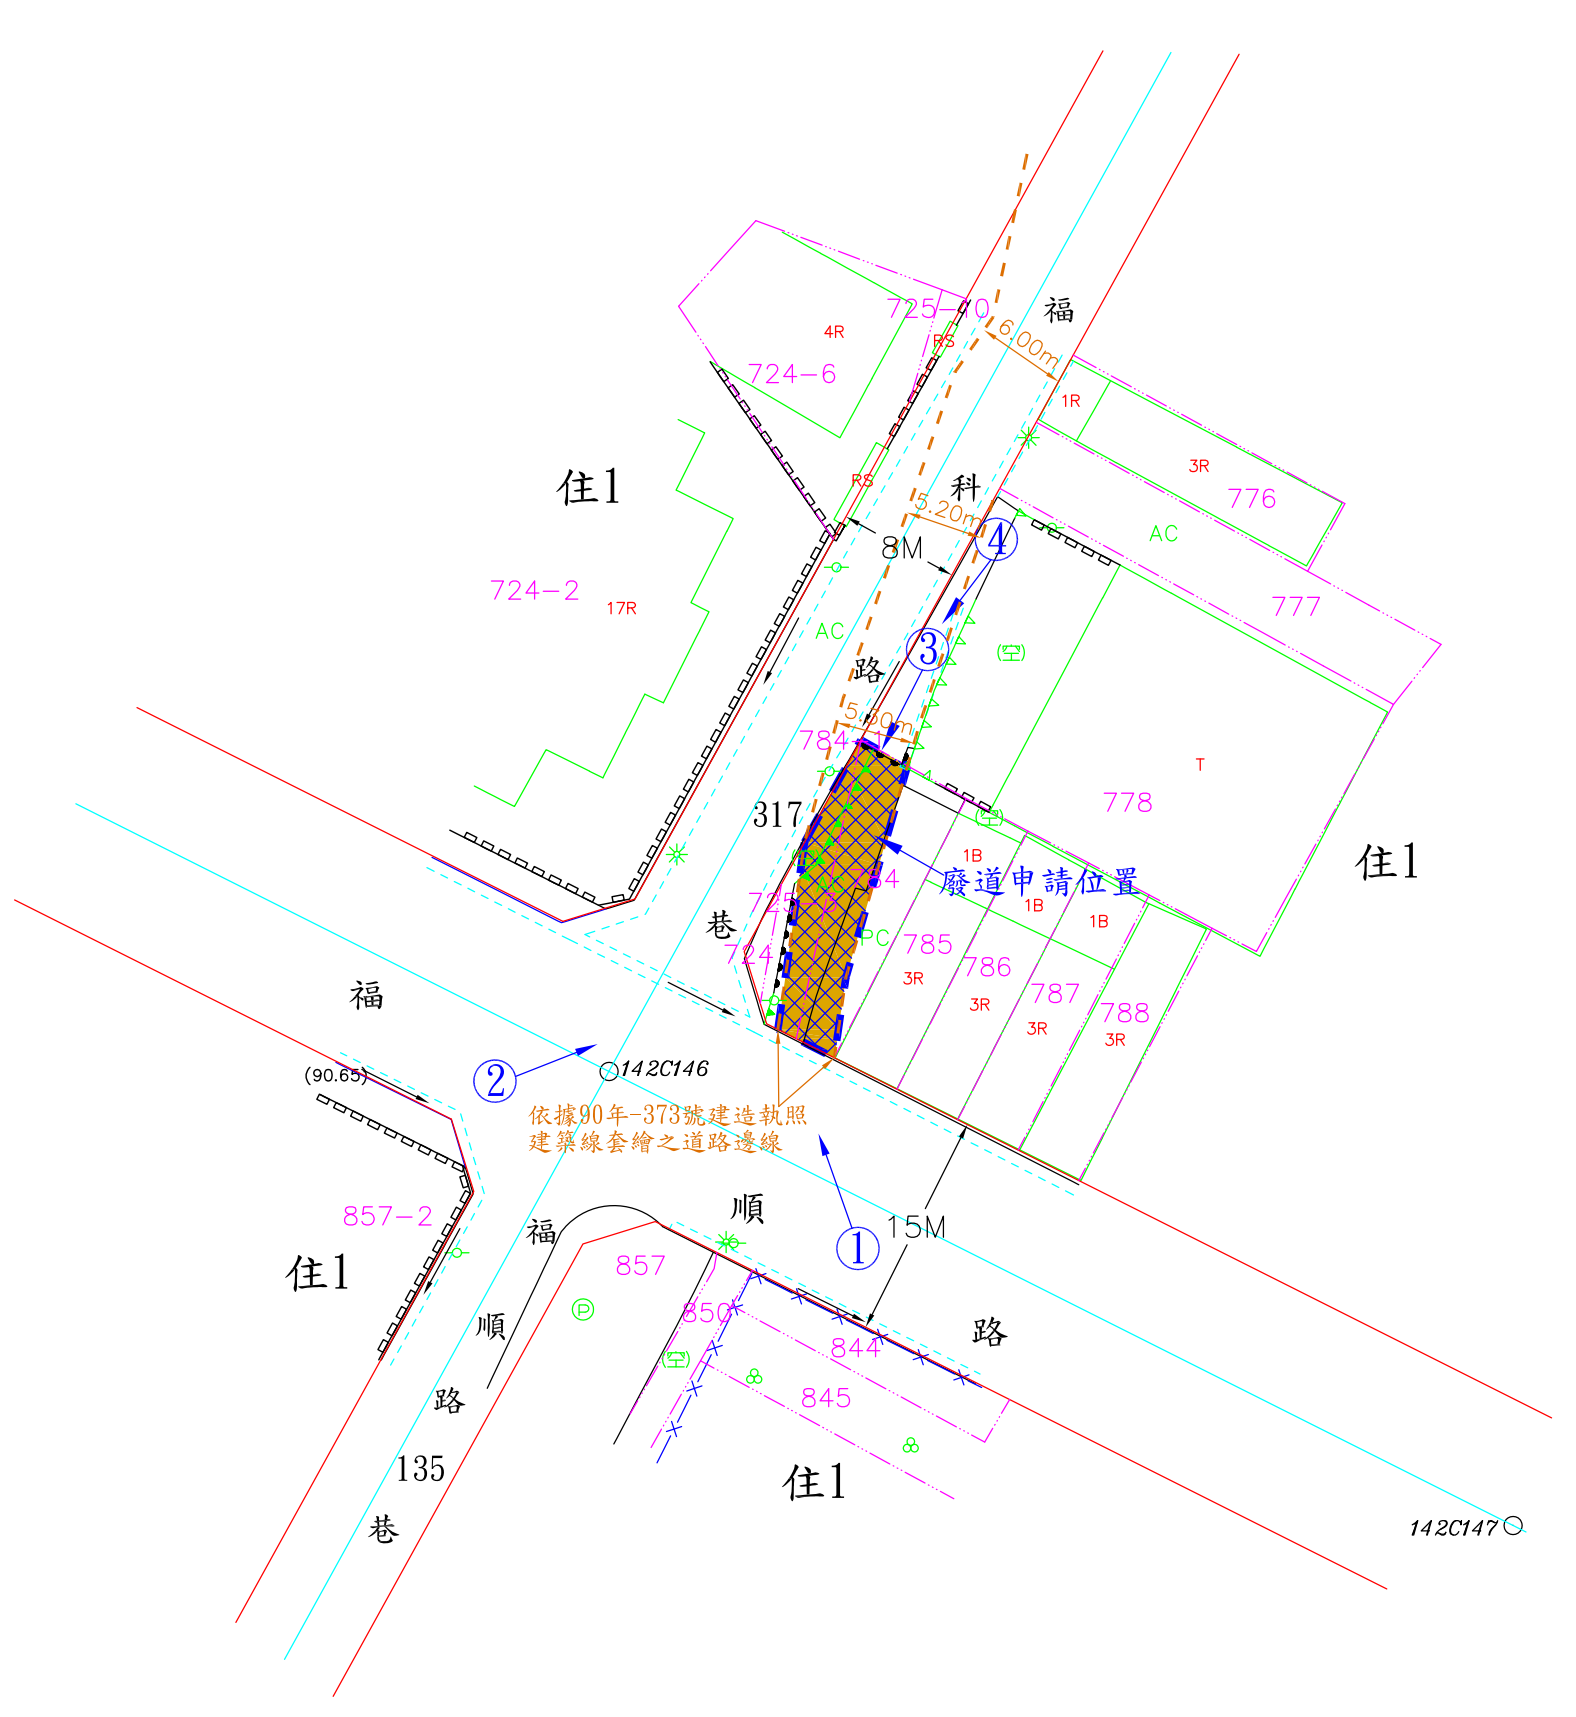 福
725-10
6.00m
RS
4R
724-6
1R
3R
776
住1
RS
科
5.20m
④
AC
8M
724-2
17R
777
AC
③
(空)
路
5.50m
784-1
T
778
317
(空)
住1
1B
784
廢道申請位置
AC
725
1B
1B
巷
PC
785
724
786
3R
787
788
3R
3R
3R
福
②
142C146
(90.65)
依據90年-373號建造執照
建築線套繪之道路邊線
857-2
順
福
①
15M
住1
857
P
850
順
路
844
(空)
845
路
135
住1
巷
142C147